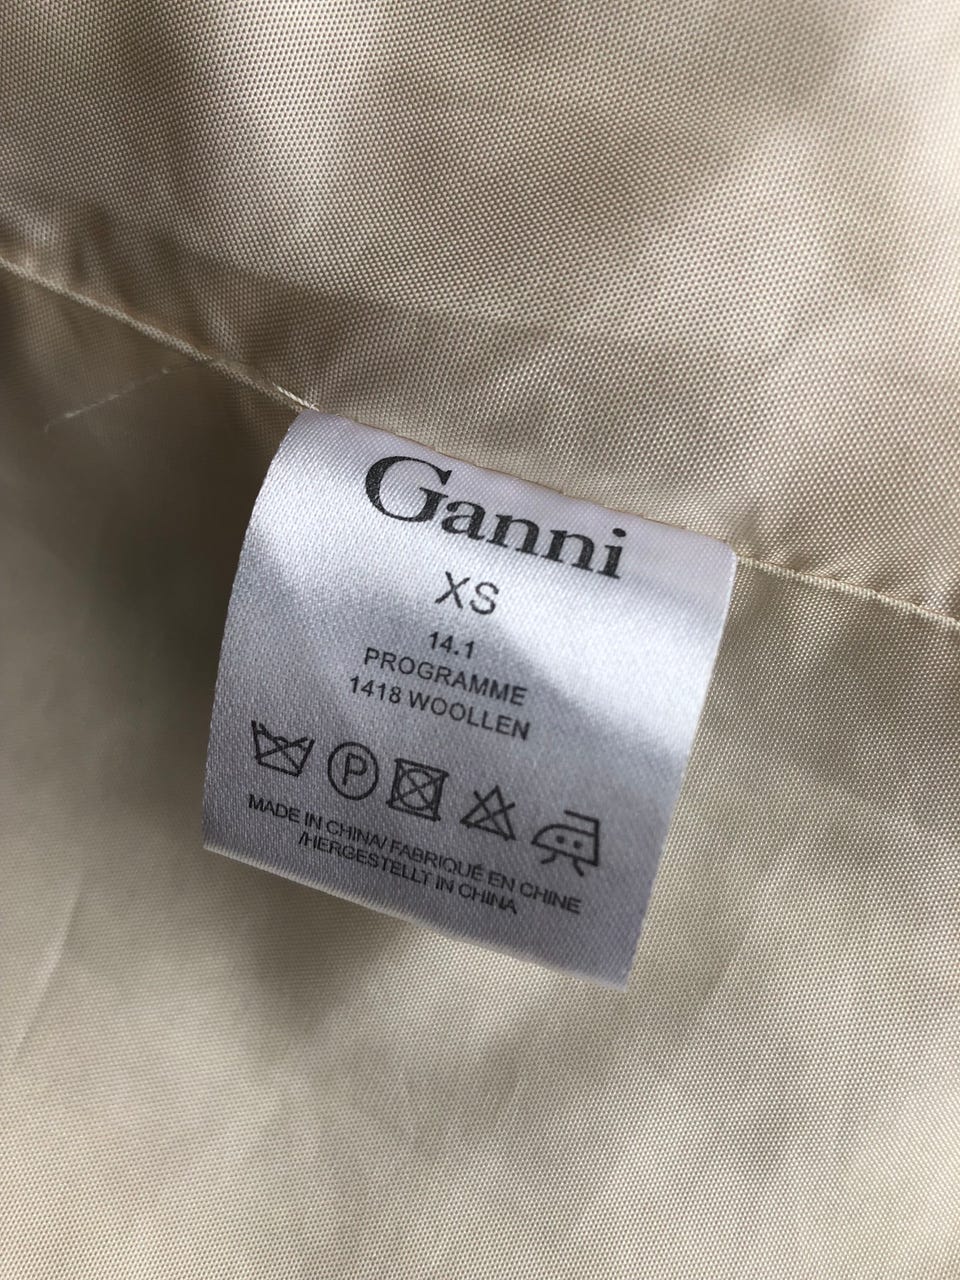 Ganni
XS
14.1
PROGRAMME
1418 WOOLLEN
P
MADE IN CHINA/ FABRIQUÉ EN CHINE
/HERGESTELLT IN CHINA